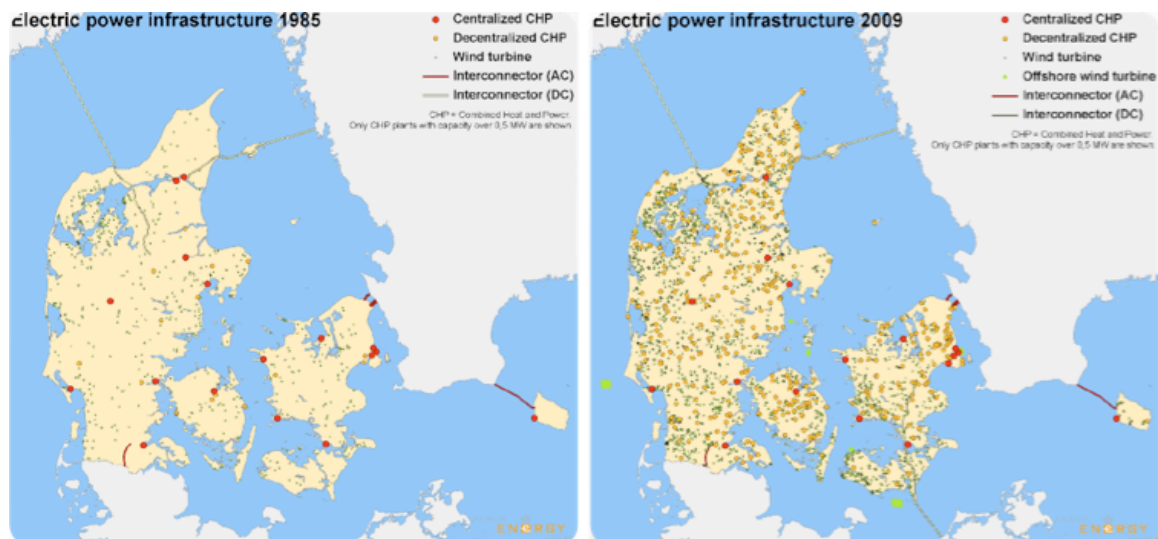 Electric power infrastructure 1985
Centralized CHP
Decentralized CHP
Wind turbine
Interconnector (AC)
Interconnector (DC)
CHP = Combined Heat and Power.
Only CHP plants with capacity over 0,5 MW are shown.
ENERGY
Electric power infrastructure 2009
Centralized CHP
Decentralized CHP
Wind turbine
Offshore wind turbine
Interconnector (AC)
Interconnector (DC)
CHP = Combined Heat and Power.
Only CHP plants with capacity over 0,5 MW are shown.
ENERGY